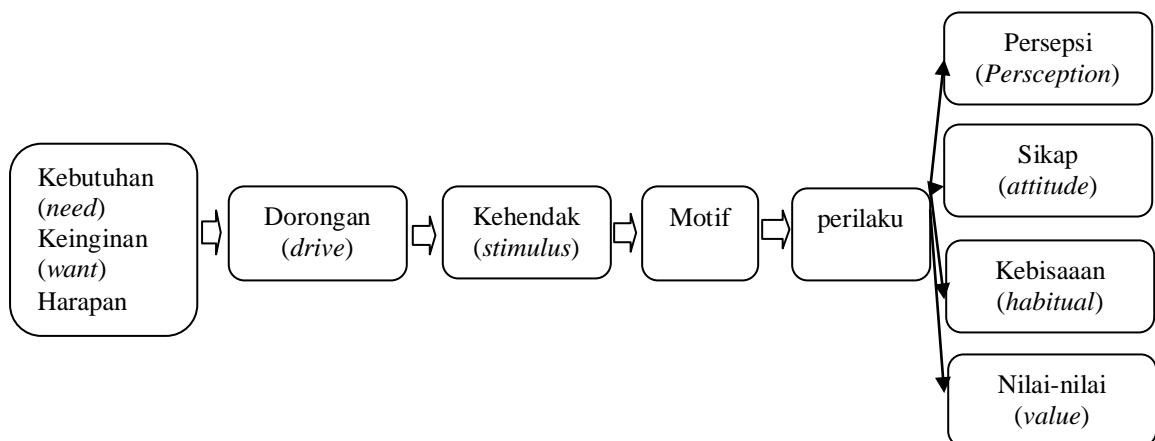 Kebutuhan
(need)
Keinginan
(want)
Harapan
Dorongan
(drive)
Kehendak
(stimulus)
Motif
perilaku
Persepsi
(Persception)
Sikap
(attitude)
Kebisaaan
(habitual)
Nilai-nilai
(value)